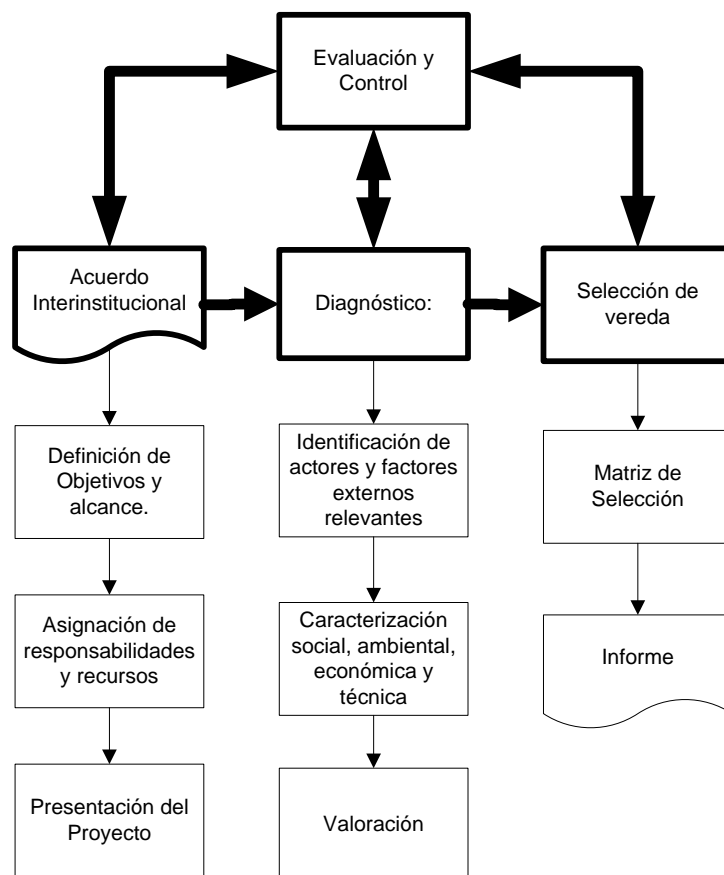 Evaluación y
Control
Acuerdo
Interinstitucional
Diagnóstico:
Selección de
vereda
Definición de
Objetivos y
alcance.
Identificación de
actores y factores
externos
relevantes
Matriz de
Selección
Asignación de
responsabilidades
y recursos
Caracterización
social, ambiental,
económica y
técnica
Informe
Presentación del
Proyecto
Valoración